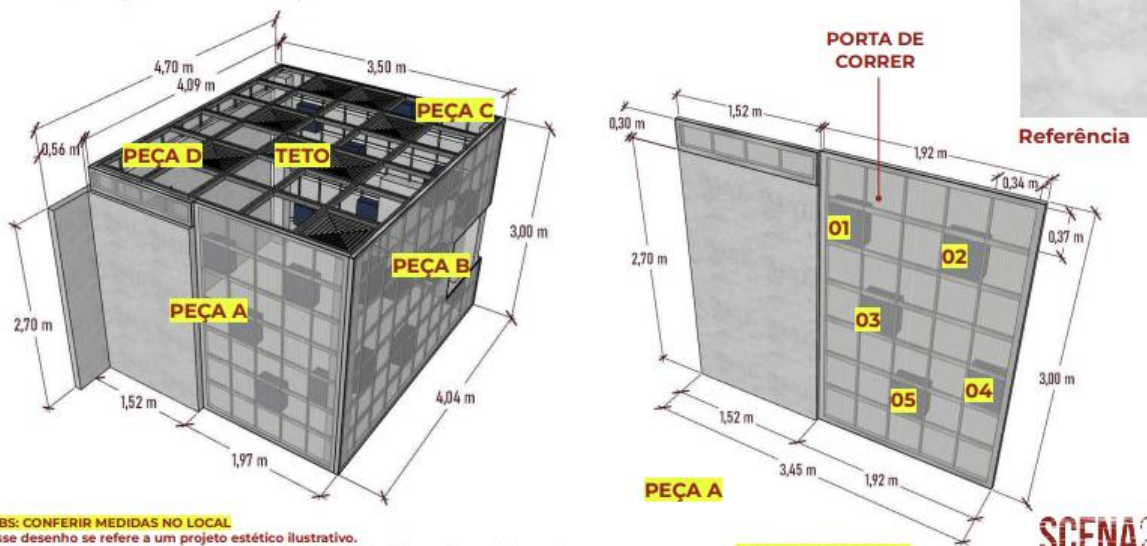 4,70 m
4,09 m
3,50 m
0,56 m
PEÇA C
PEÇA D
TETO
3,00 m
PEÇA B
2,70 m
PEÇA A
4,04 m
1,52 m
1,97 m
BS: CONFERIR MEDIDAS NO LOCAL
sse desenho se refere a um projeto estético ilustrativo.
PORTA DE
CORRER
Referência
1,52 m
0,30 m
1,92 m
0,34 m
0,37 m
01
02
2,70 m
03
04
05
3,00 m
1,52 m
3,45 m
1,92 m
PEÇA A
SCENA